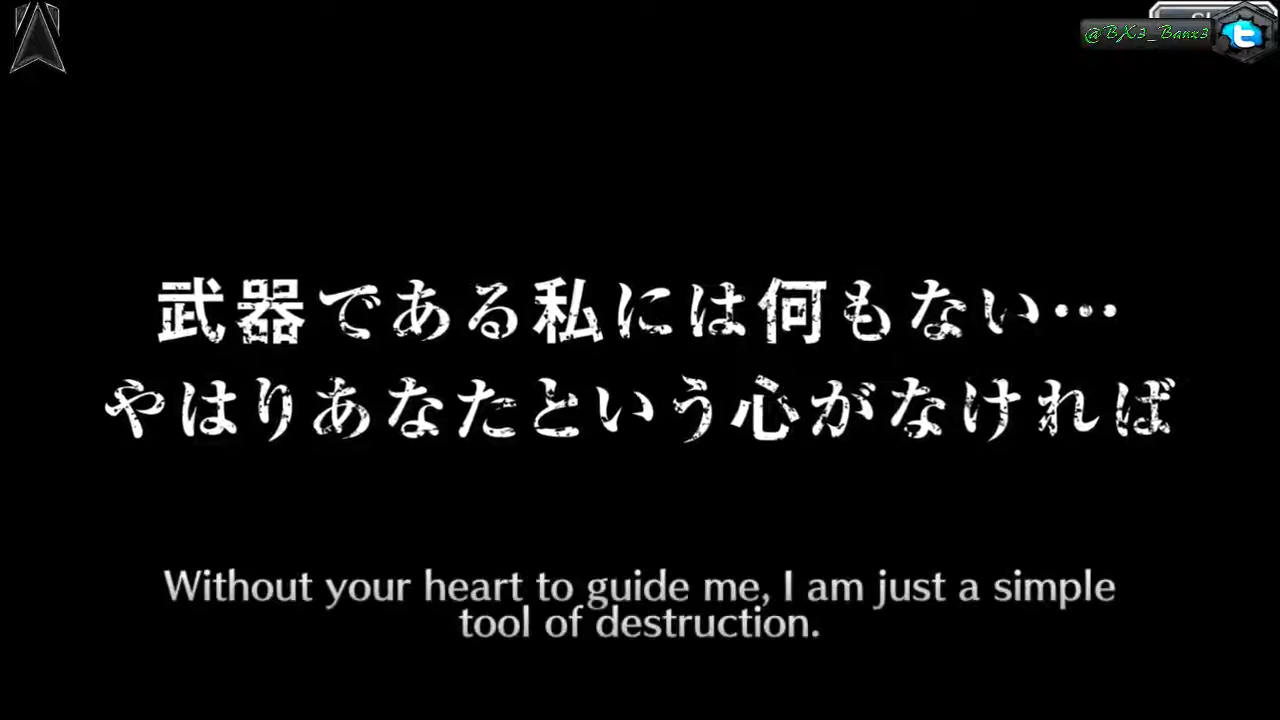 @BX3_Banx3
武器である私には何もない…
やはりあなたという心がなければ
Without your heart to guide me, I am just a simple
tool of destruction.